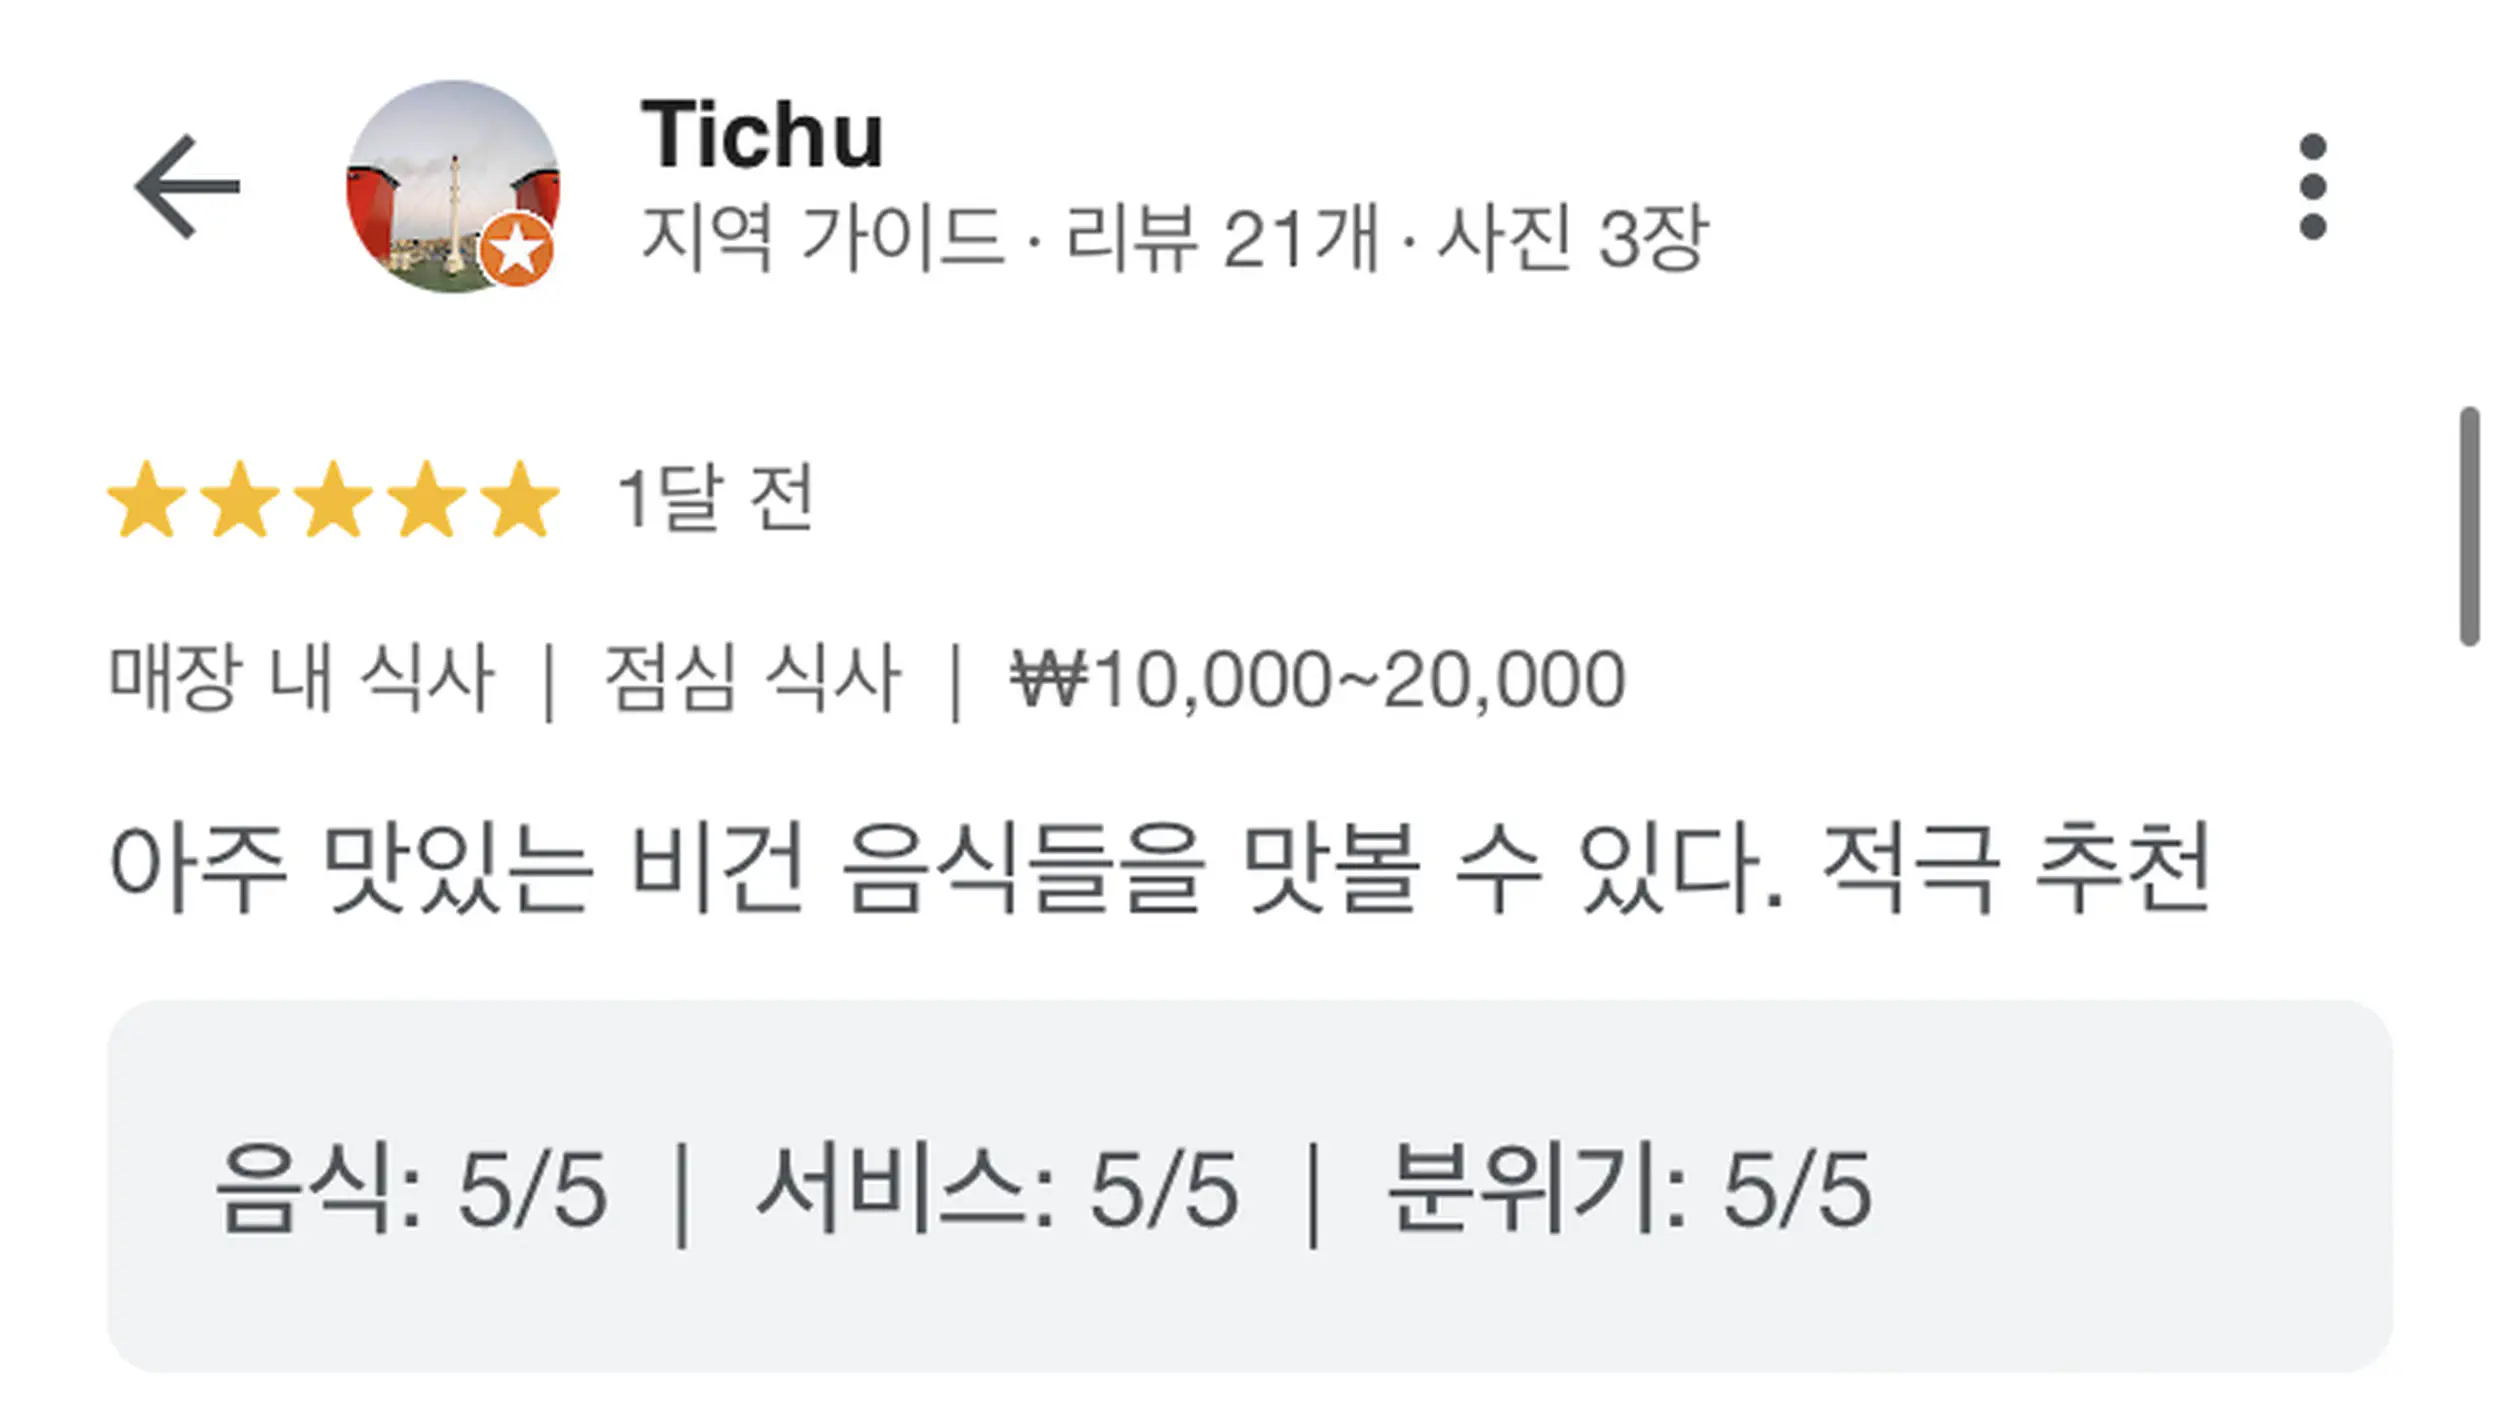 Tichu
지역 가이드 · 리뷰 21개 · 사진 3장
1달 전
매장 내 식사 | 점심 식사 | ₩10,000~20,000
아주 맛있는 비건 음식들을 맛볼 수 있다. 적극 추천
음식: 5/5 | 서비스: 5/5 | 분위기: 5/5